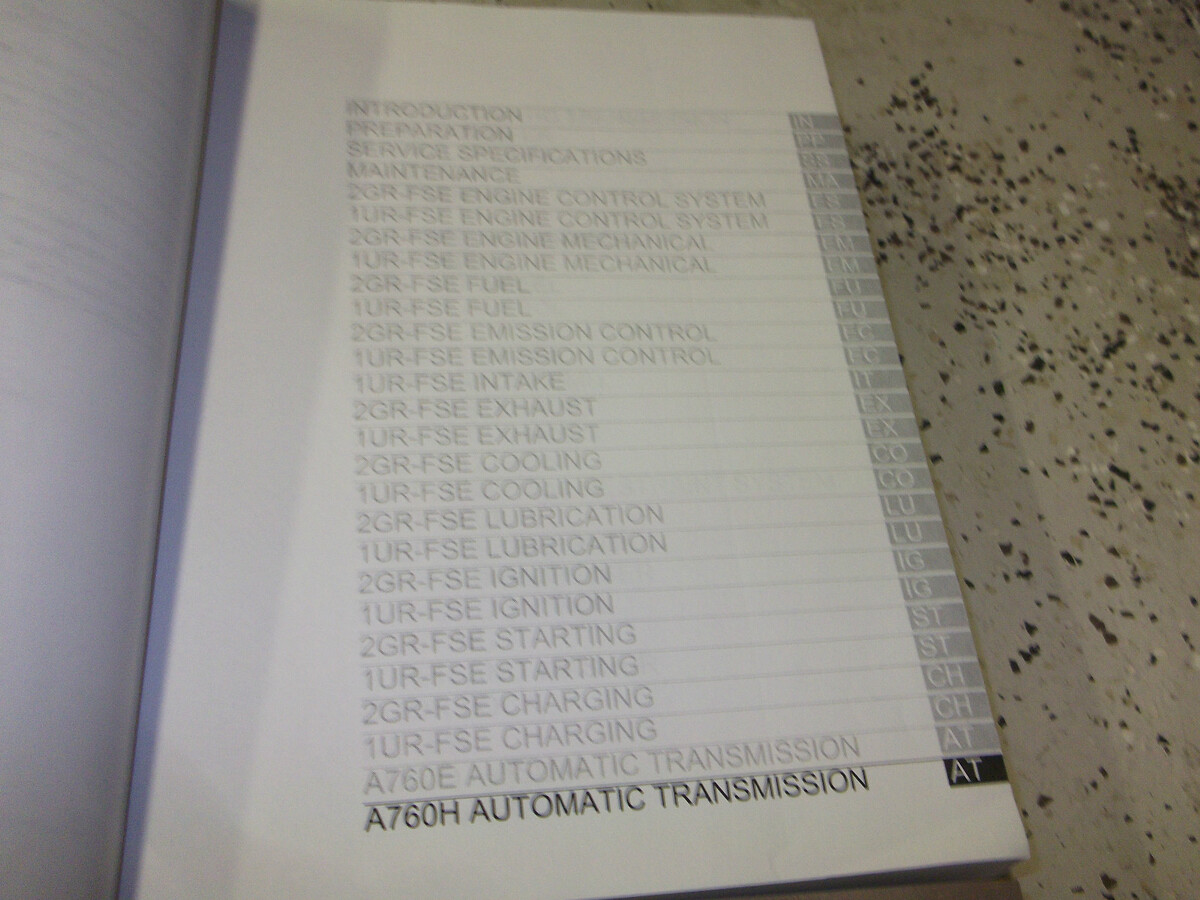 INTRODUCTION IN
PREPARATION PP
SERVICE SPECIFICATIONS SS
MAINTENANCE MA
2GR-FSE ENGINE CONTROL SYSTEM ES
1UR-FSE ENGINE CONTROL SYSTEM ES
2GR-FSE ENGINE MECHANICAL EM
1UR-FSE ENGINE MECHANICAL EM
2GR-FSE FUEL FU
1UR-FSE FUEL FU
2GR-FSE EMISSION CONTROL EC
1UR-FSE EMISSION CONTROL EC
1UR-FSE INTAKE IT
2GR-FSE EXHAUST EX
1UR-FSE EXHAUST EX
2GR-FSE COOLING CO
1UR-FSE COOLING CO
2GR-FSE LUBRICATION LU
1UR-FSE LUBRICATION LU
2GR-FSE IGNITION IG
1UR-FSE IGNITION IG
2GR-FSE STARTING ST
1UR-FSE STARTING ST
2GR-FSE CHARGING CH
1UR-FSE CHARGING CH
A760E AUTOMATIC TRANSMISSION AT
A760H AUTOMATIC TRANSMISSION AT